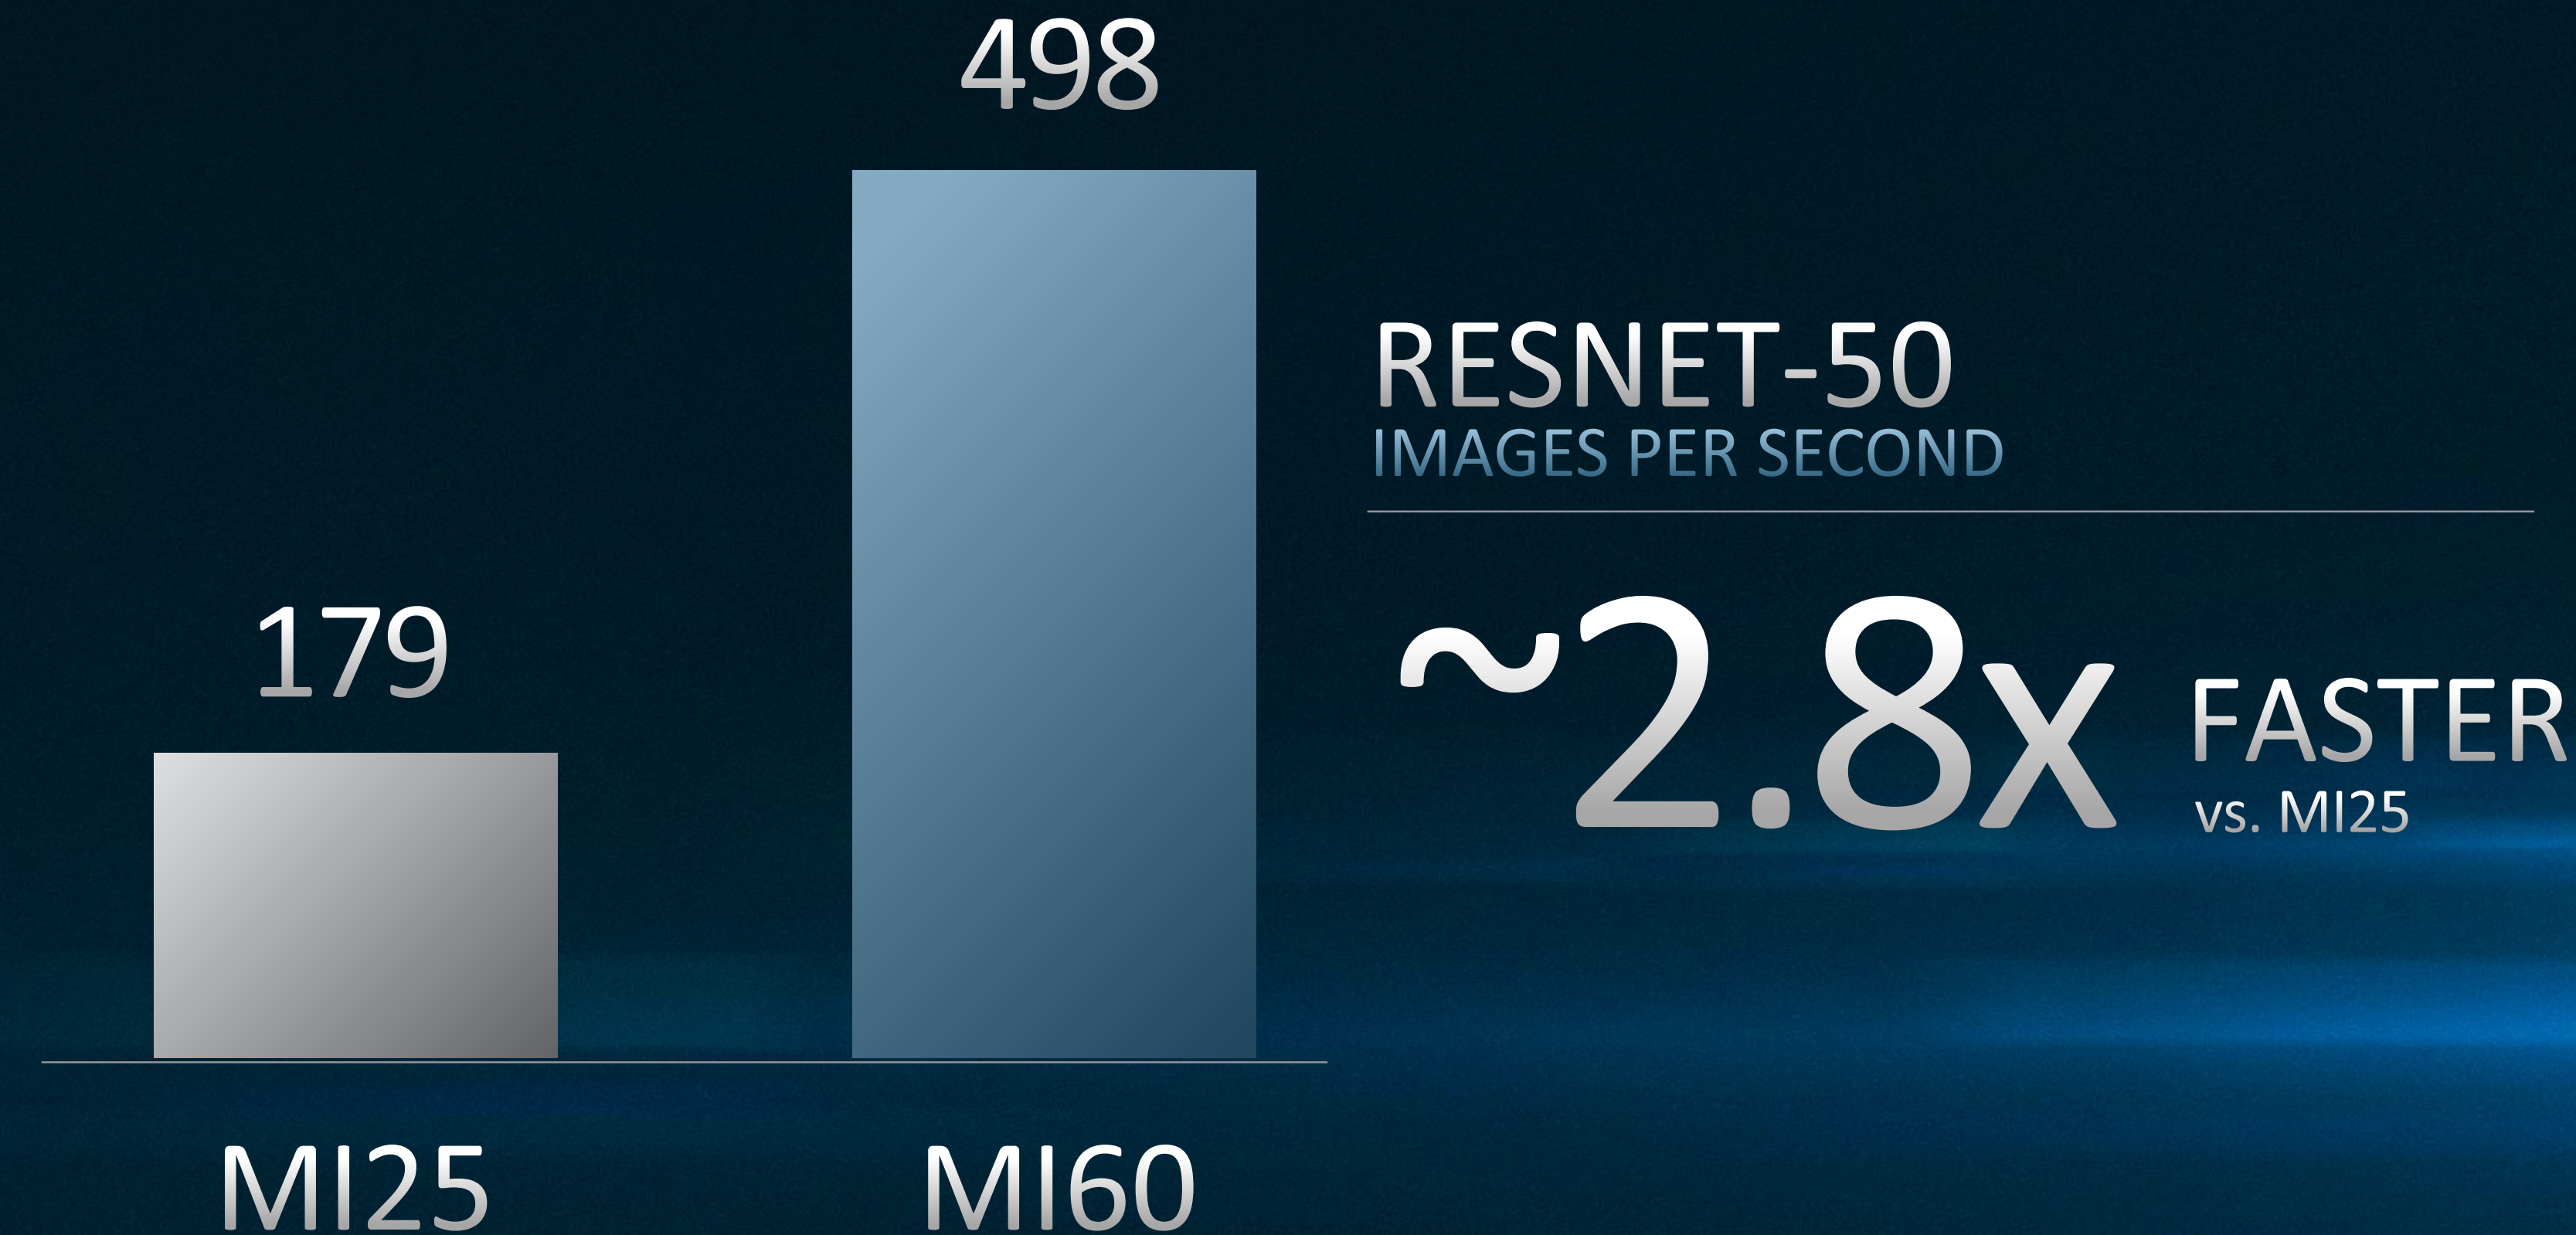 498
179
MI25
MI60
RESNET-50
IMAGES PER SECOND
~2.8x FASTER
vs. MI25